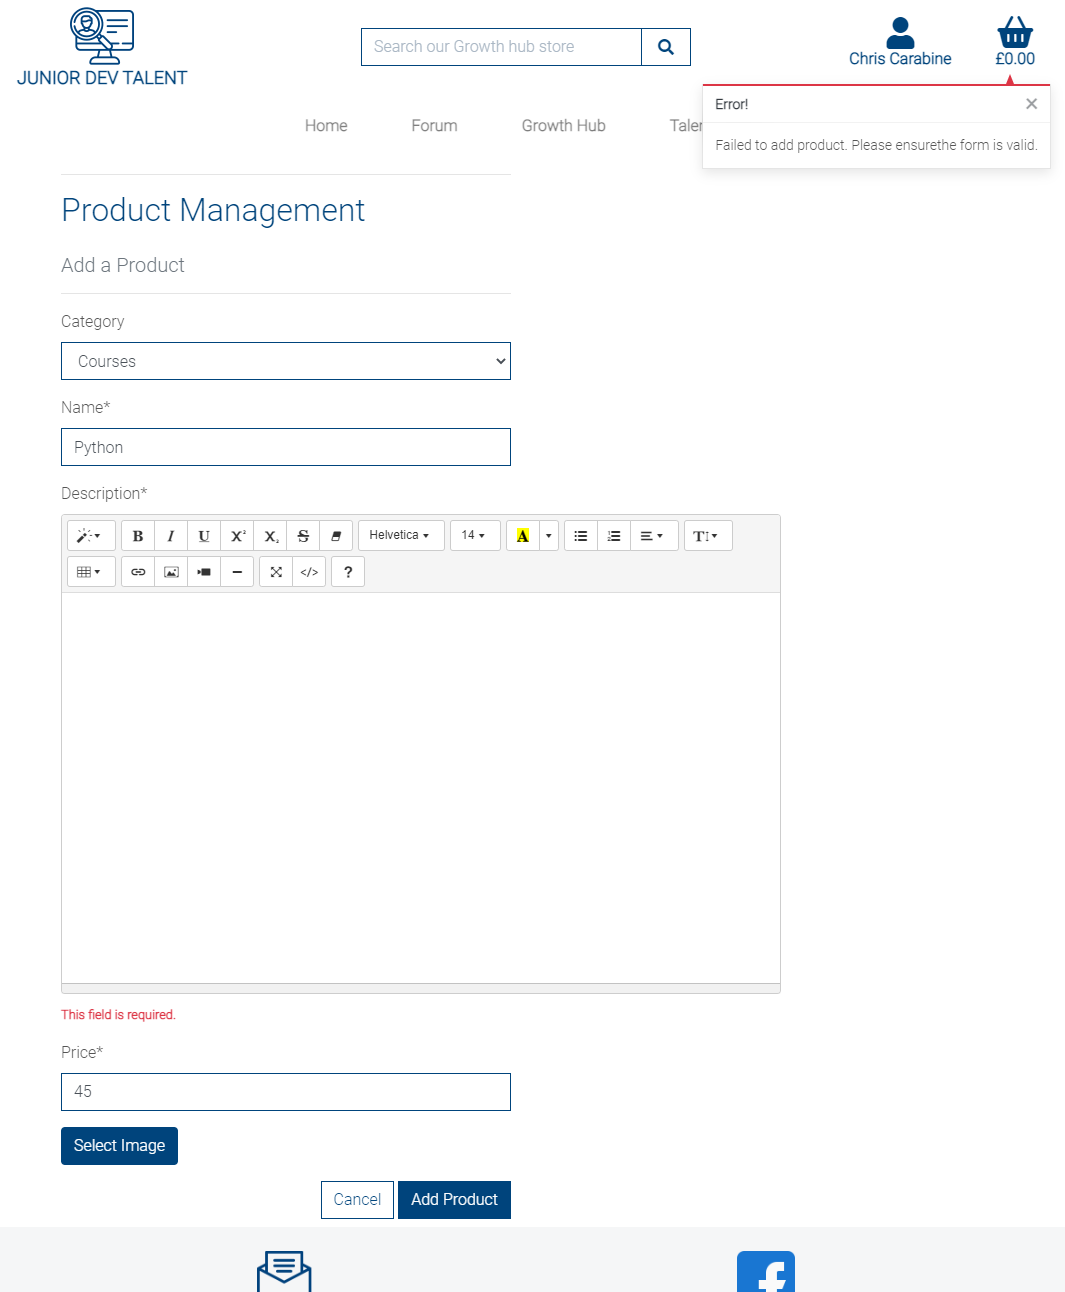 JUNIOR DEV TALENT
Search our Growth hub store
Chris Carabine
£0.00
Error!
×
Failed to add product. Please ensurethe form is valid.
Home
Forum
Growth Hub
Taler
Product Management
Add a Product
Category
Courses
Name*
Python
Description*
B I U X² X₂ S Helvetica 14 A T
</> ?
This field is required.
Price*
45
Select Image
Cancel
Add Product